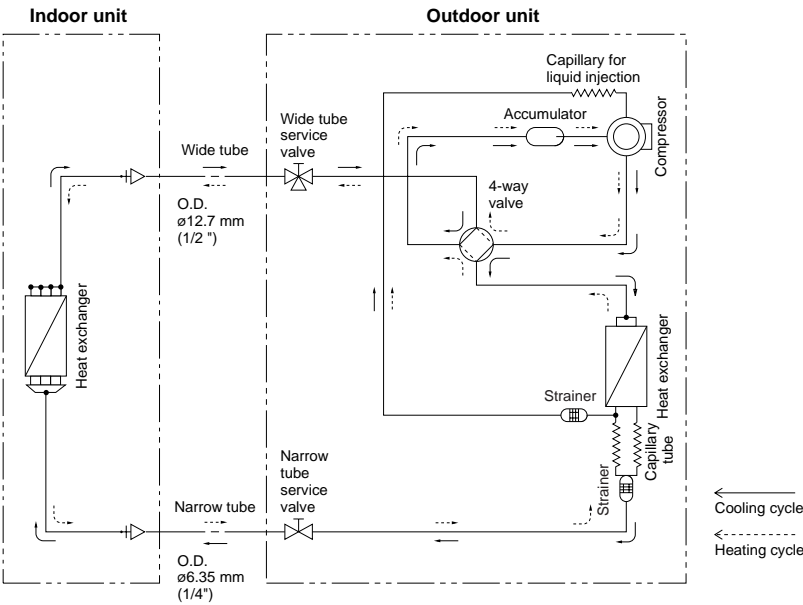 Indoor unit
Outdoor unit
Capillary for
liquid injection
Accumulator
Compressor
Wide tube
Wide tube
service
valve
4-way
valve
O.D.
ø12.7 mm
(1/2 ")
Heat exchanger
Heat exchanger
Strainer
Capillary
tube
Strainer
Narrow tube
Narrow
tube
service
valve
O.D.
ø6.35 mm
(1/4")
Cooling cycle
Heating cycle